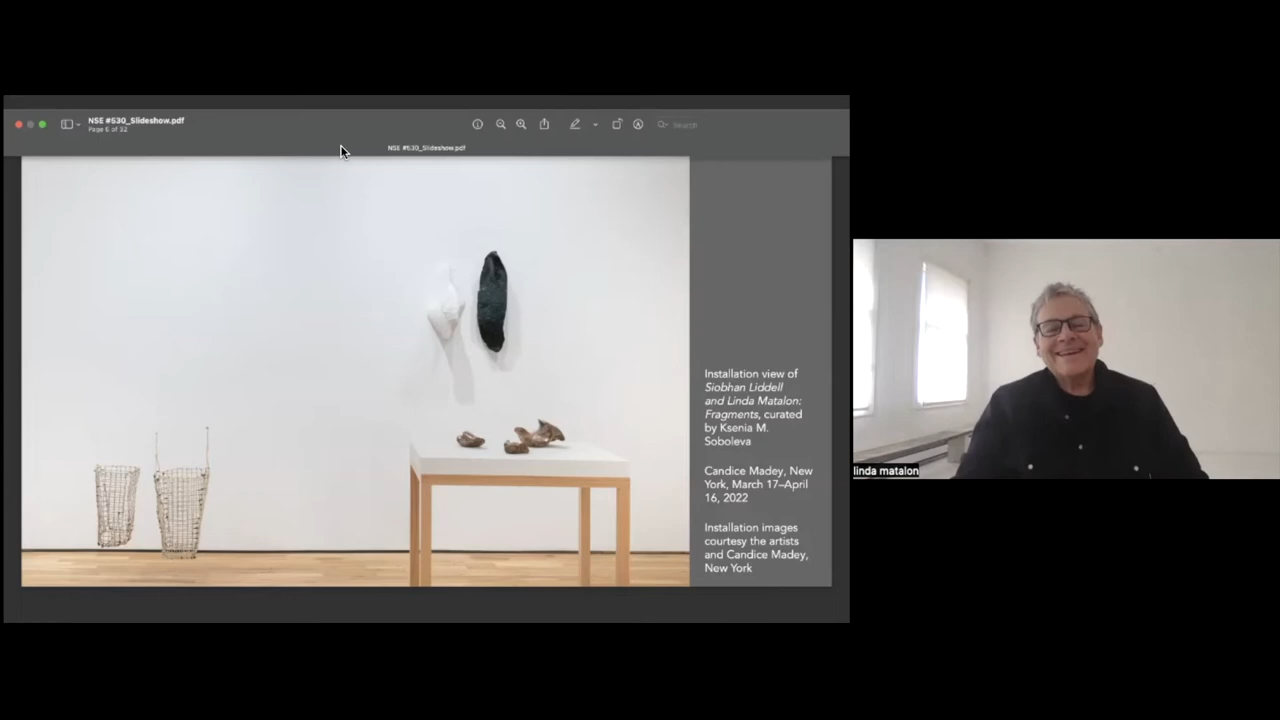 NSE #530_Slideshow.pdf
Page 6 of 32
Search
NSE #530_Slideshow.pdf
Installation view of
Siobhan Liddell
and Linda Matalon:
Fragments, curated
by Ksenia M.
Soboleva
Candice Madey, New
York, March 17–April
16, 2022
Installation images
courtesy the artists
and Candice Madey,
New York
linda matalon